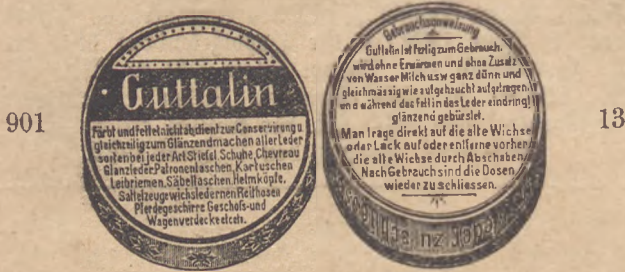 901
Guttalin
Färbt und fettet nicht ab, dient zur Conservirung u
gleichzeitig zum Glänzendmachen aller Leder
sorten bei jeder Art Stiefel, Schuhe, Chevreau
Glanzleder, Patronentaschen, Kartuschen
Leibriemen, Säbeltaschen, Helmköpfe,
Sattelzeug, wichsledernen Reithosen
Pferdegeschirre Geschoß- und
Wagenverdecke etc etc.
Gebrauchsanweisung
Guttalin ist fertig zum Gebrauch,
wird ohne Erwärmen und ohne Zusatz
von Wasser Milch u.s.w ganz dünn und
gleichmässig wie aufgehaucht aufgetragen
und während das Fett in das Leder eindringt
glänzend gebürstet.
Man trage direkt auf die alte Wichse
oder Lack auf oder entferne vorher
die alte Wichse durch Abschaben.
Nach Gebrauch sind die Dosen
wieder zu schliessen.
13